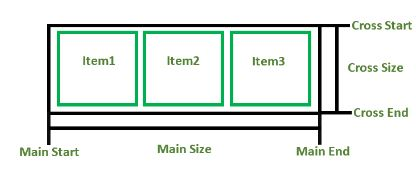 Cross Start
Item1 Item2 Item3
Cross Size
Cross End
Main Start Main Size Main End